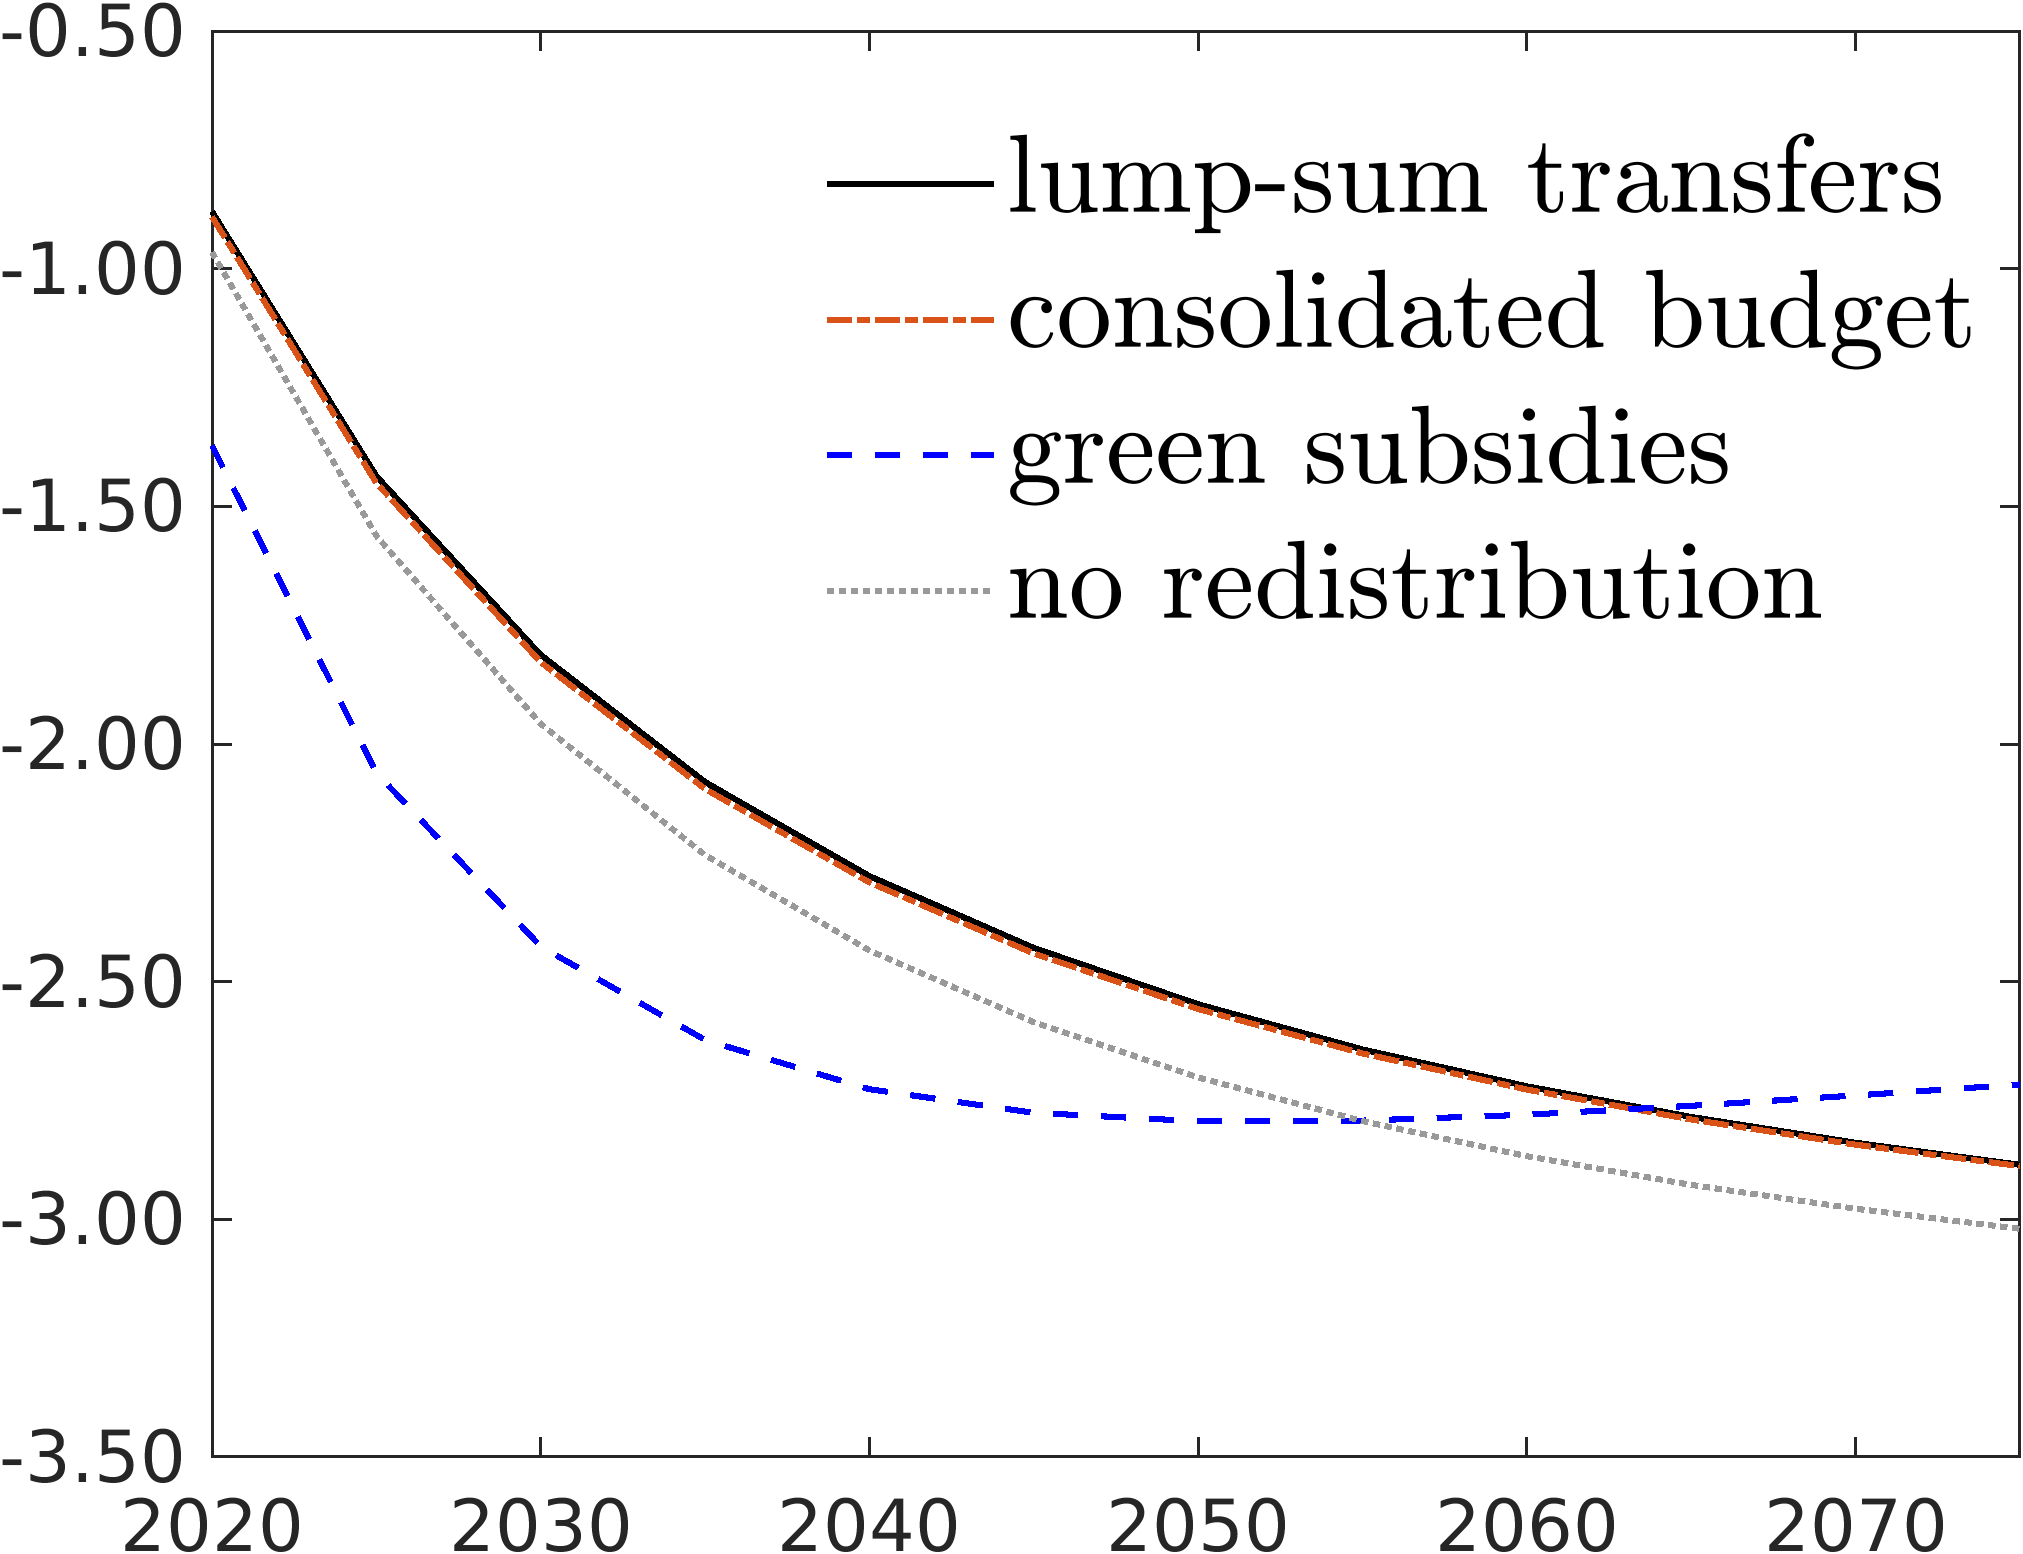 -0.50
-1.00
-1.50
-2.00
-2.50
-3.00
-3.50
lump-sum transfers
consolidated budget
green subsidies
no redistribution
2020 2030 2040 2050 2060 2070